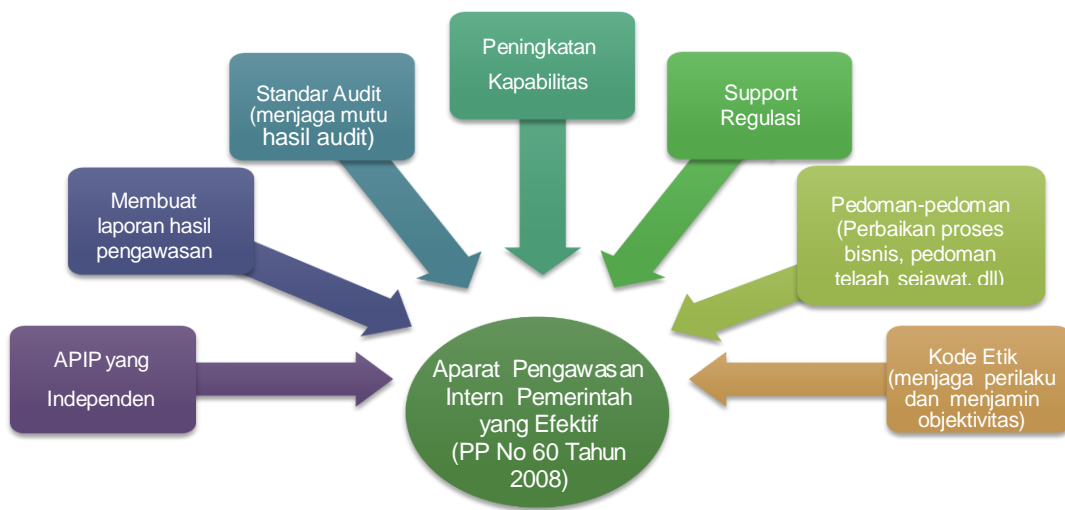 APIP yang
Independen
Membuat
laporan hasil
pengawasan
Standar Audit
(menjaga mutu
hasil audit)
Peningkatan
Kapabilitas
Support
Regulasi
Pedoman-pedoman
(Perbaikan proses
bisnis, pedoman
telaah sejawat, dll)
Kode Etik
(menjaga perilaku
dan menjamin
objektivitas)
Aparat Pengawasan
Intern Pemerintah
yang Efektif
(PP No 60 Tahun
2008)